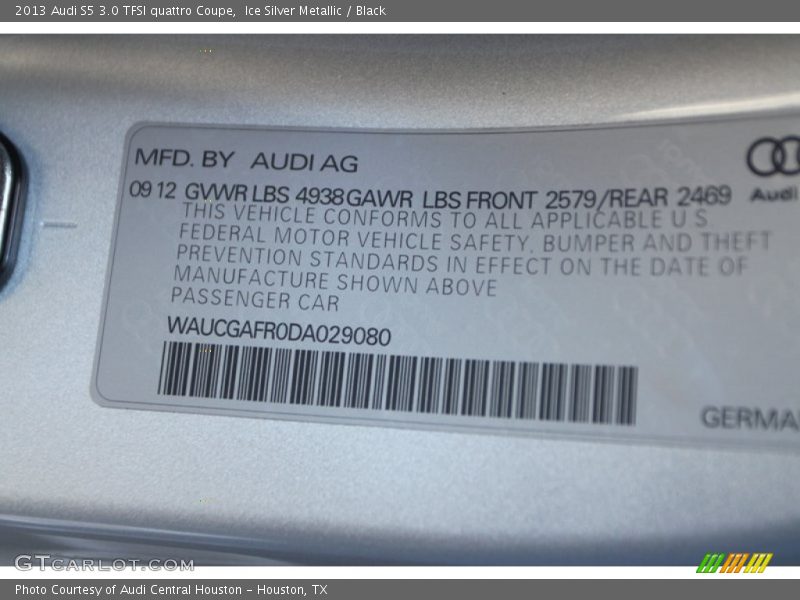 2013 Audi S5 3.0 TFSI quattro Coupe, Ice Silver Metallic / Black
MFD. BY AUDI AG
09 12 GVWR LBS 4938 GAWR LBS FRONT 2579/REAR 2469
Audi
THIS VEHICLE CONFORMS TO ALL APPLICABLE U S
FEDERAL MOTOR VEHICLE SAFETY, BUMPER AND THEFT
PREVENTION STANDARDS IN EFFECT ON THE DATE OF
MANUFACTURE SHOWN ABOVE
PASSENGER CAR
WAUCGAFR0DA029080
GERMA
GTCARLOT.COM
Photo Courtesy of Audi Central Houston - Houston, TX